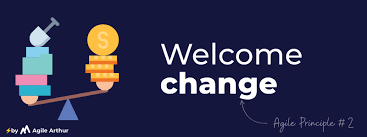 Welcome
change
Agile Principle # 2
by Agile Arthur
$